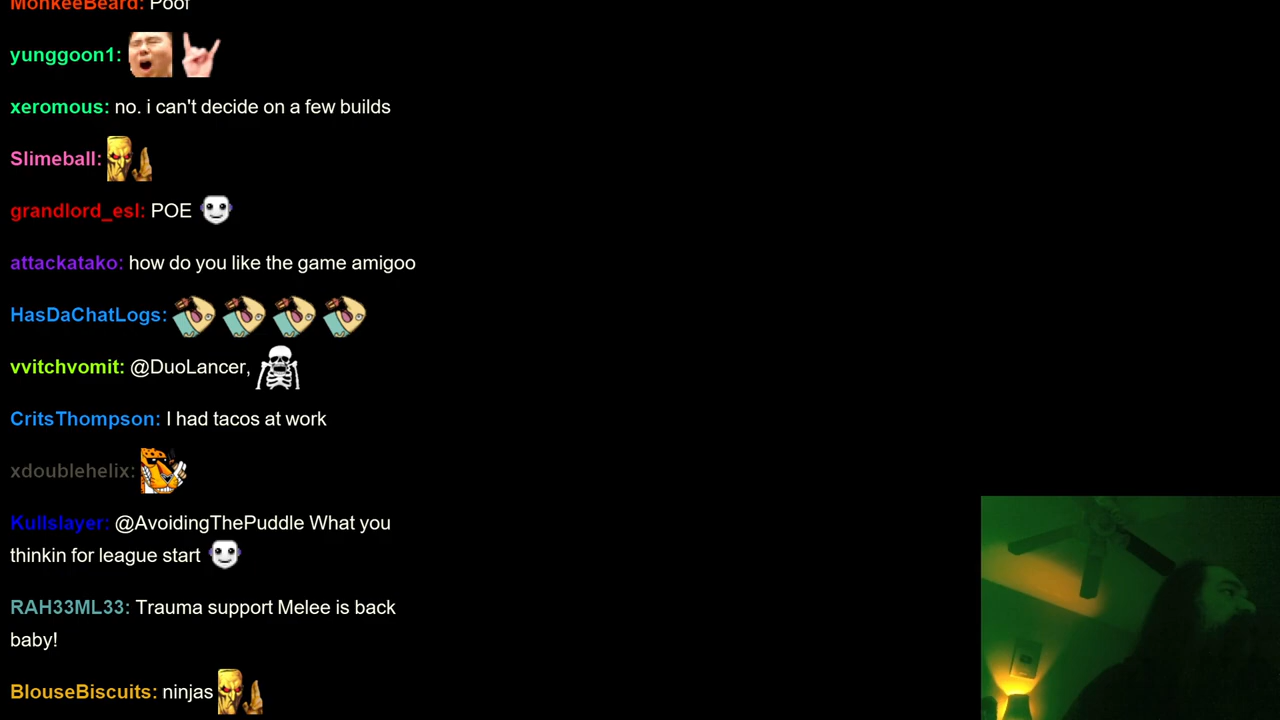 MonkeeBeard: Poof
yunggoon1:
xeromous: no. i can't decide on a few builds
Slimeball:
grandlord_esl: POE
attackatako: how do you like the game amigoo
HasDaChatLogs:
vvitchvomit: @DuoLancer,
CritsThompson: I had tacos at work
xdoublehelix:
Kullslayer: @AvoidingThePuddle What you
thinkin for league start
RAH33ML33: Trauma support Melee is back
baby!
BlouseBiscuits: ninjas